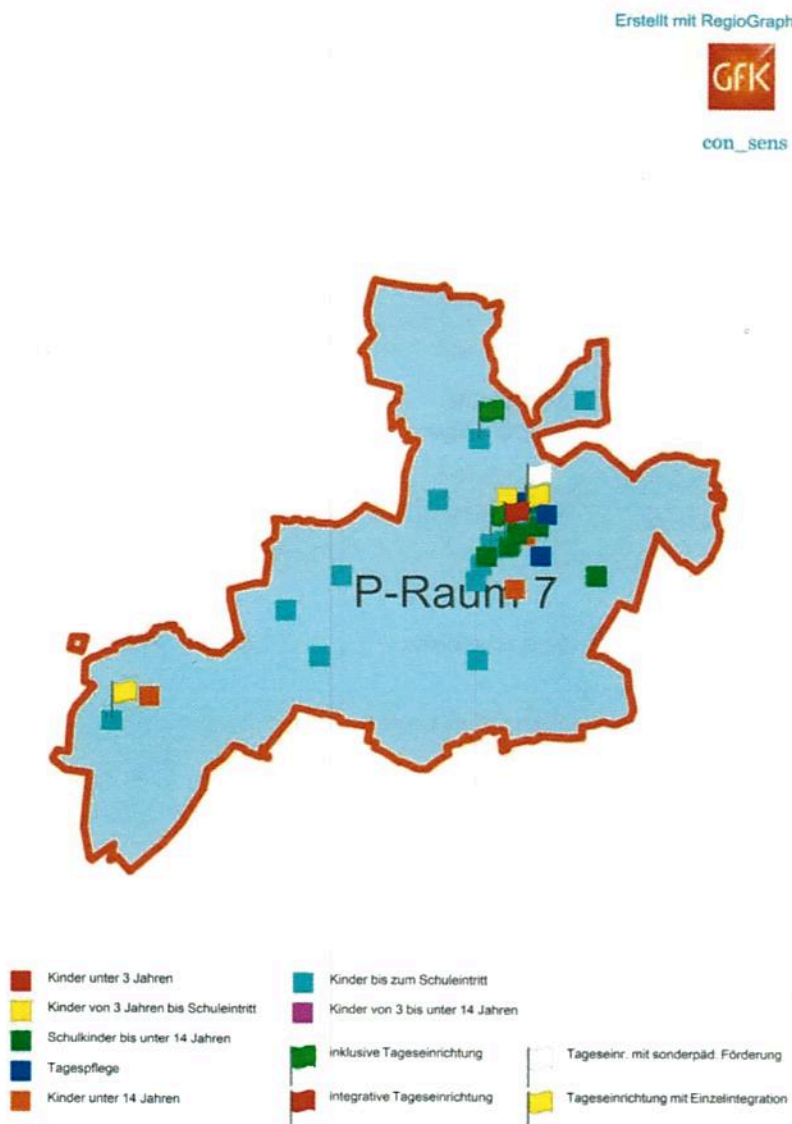 Erstellt mit RegioGraph
GfK
con_sens
P-Raum 7
Kinder unter 3 Jahren
Kinder von 3 Jahren bis Schuleintritt
Schulkinder bis unter 14 Jahren
Tagespflege
Kinder unter 14 Jahren
Kinder bis zum Schuleintritt
Kinder von 3 bis unter 14 Jahren
inklusive Tageseinrichtung
integrative Tageseinrichtung
Tageseinr. mit sonderpäd. Förderung
Tageseinrichtung mit Einzelintegration